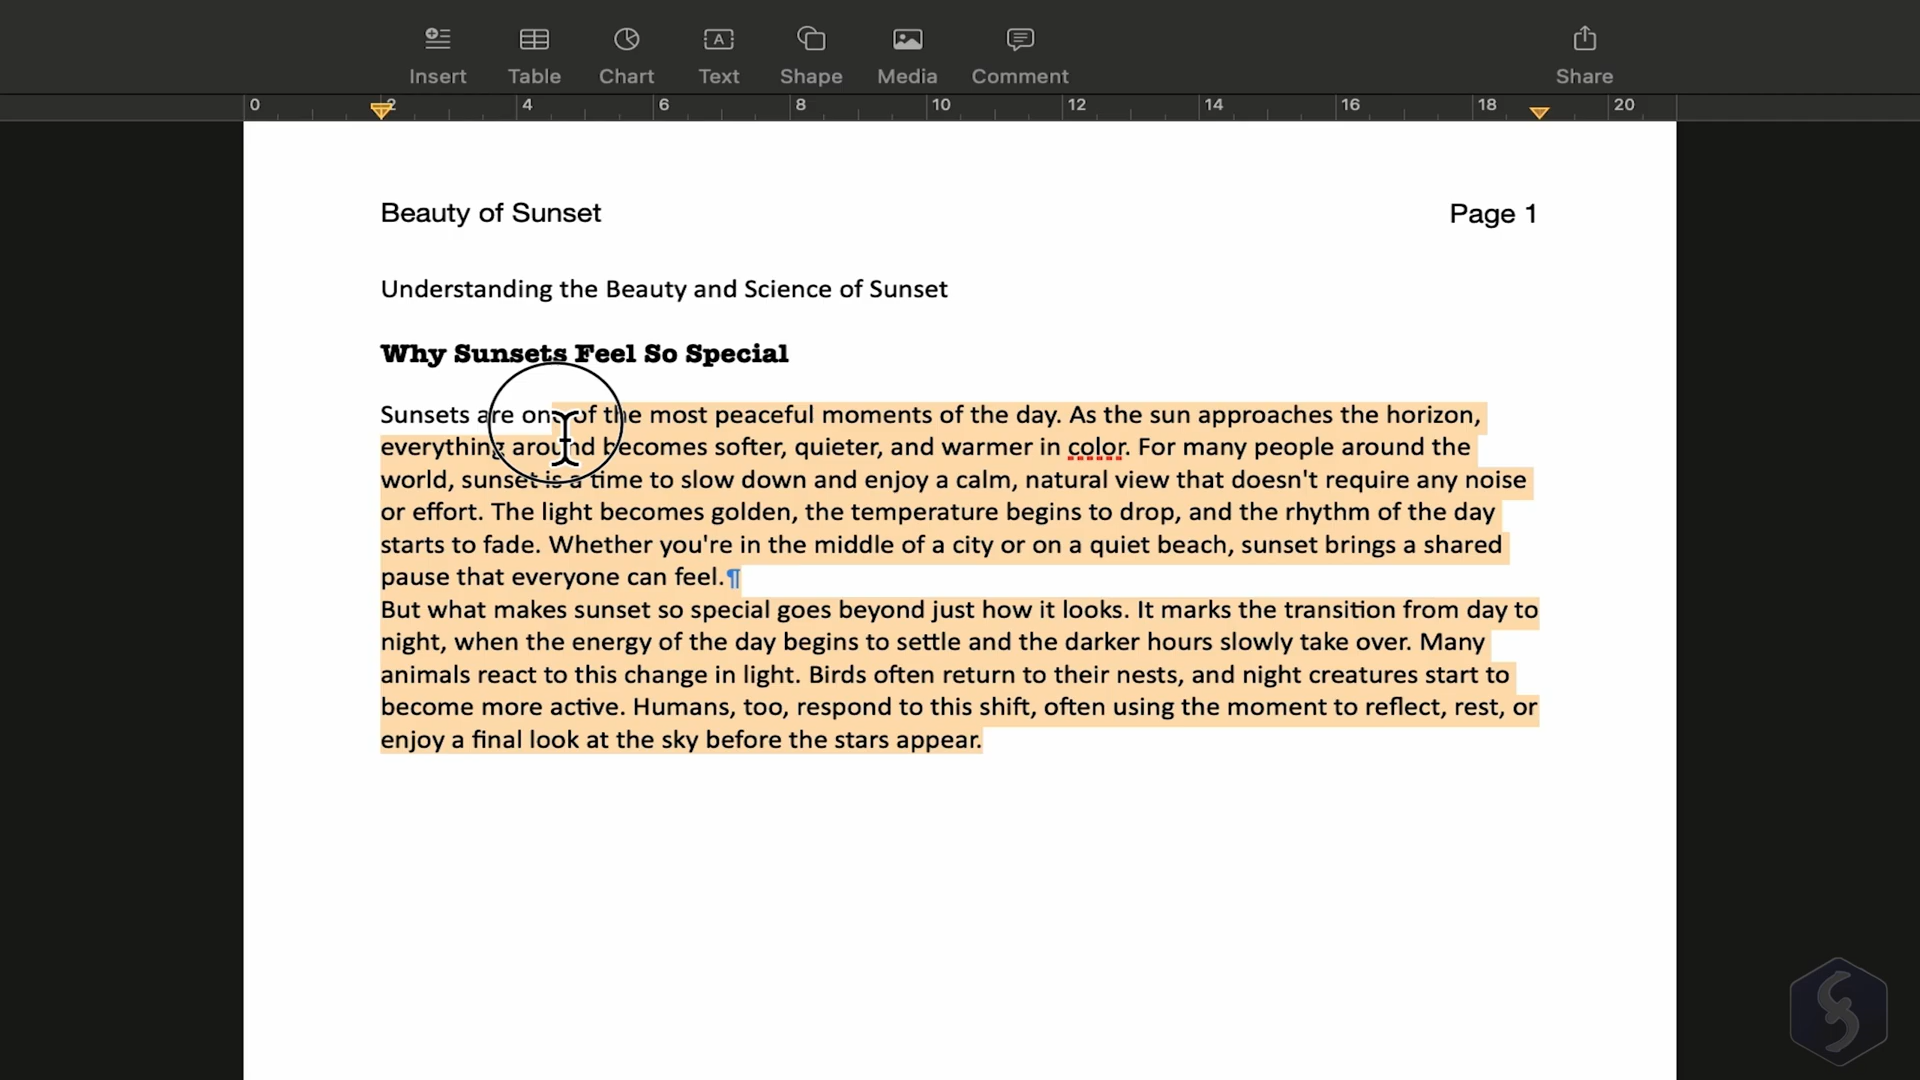 Insert Table Chart Text Shape Media Comment Share
0 2 4 6 8 10 12 14 16 18 20
Beauty of Sunset Page 1
Understanding the Beauty and Science of Sunset
Why Sunsets Feel So Special
Sunsets are one of the most peaceful moments of the day. As the sun approaches the horizon,
everything around becomes softer, quieter, and warmer in color. For many people around the
world, sunset is a time to slow down and enjoy a calm, natural view that doesn't require any noise
or effort. The light becomes golden, the temperature begins to drop, and the rhythm of the day
starts to fade. Whether you're in the middle of a city or on a quiet beach, sunset brings a shared
pause that everyone can feel.¶
But what makes sunset so special goes beyond just how it looks. It marks the transition from day to
night, when the energy of the day begins to settle and the darker hours slowly take over. Many
animals react to this change in light. Birds often return to their nests, and night creatures start to
become more active. Humans, too, respond to this shift, often using the moment to reflect, rest, or
enjoy a final look at the sky before the stars appear.